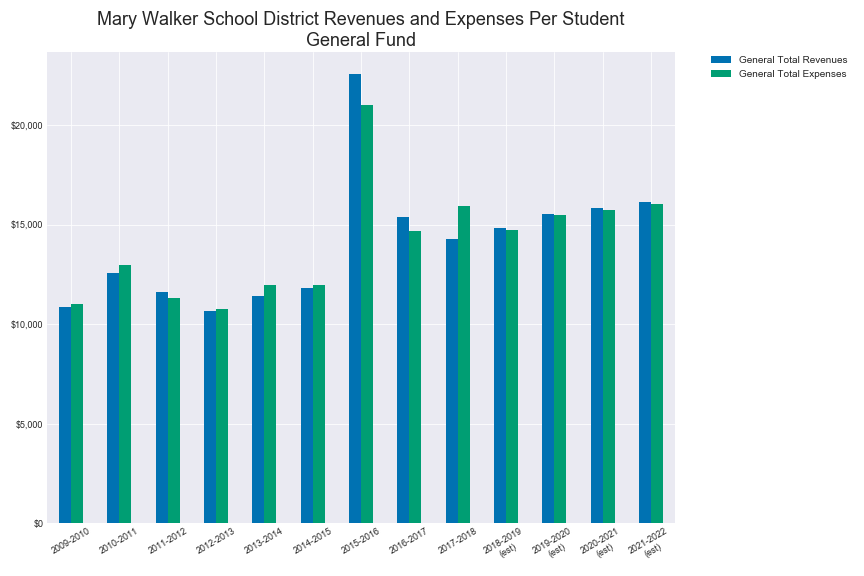 Mary Walker School District Revenues and Expenses Per Student
General Fund
General Total Revenues
General Total Expenses
$20,000
$15,000
$10,000
$5,000
$0
2009-2010
2010-2011
2011-2012
2012-2013
2013-2014
2014-2015
2015-2016
2016-2017
2017-2018
2018-2019
(est)
2019-2020
(est)
2020-2021
(est)
2021-2022
(est)